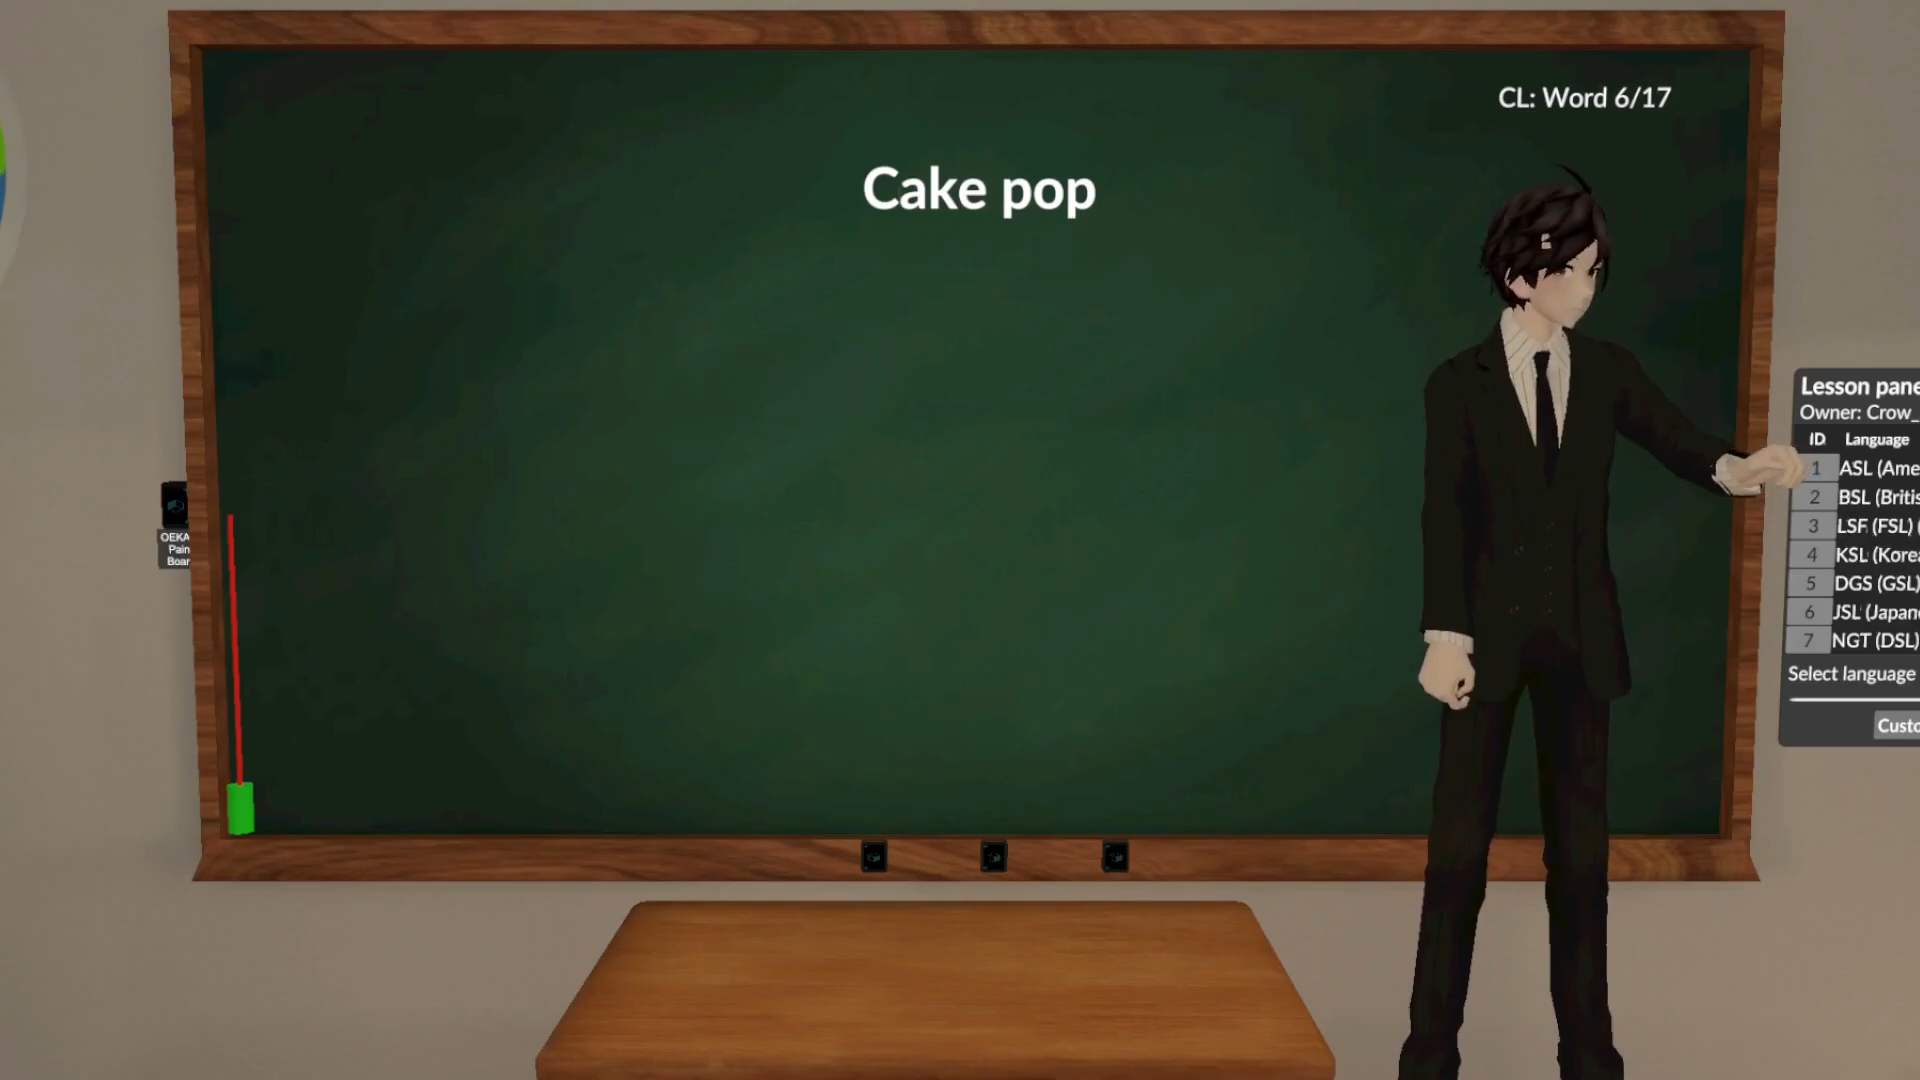 CL: Word 6/17
Cake pop
Lesson pane
Owner: Crow_
ID Language
1 ASL (Ame
2 BSL (Britis
3 LSF (FSL) (
4 KSL (Korea
5 DGS (GSL)
6 JSL (Japan
7 NGT (DSL)
Select language
Custo
OEKA
Pain
Boar